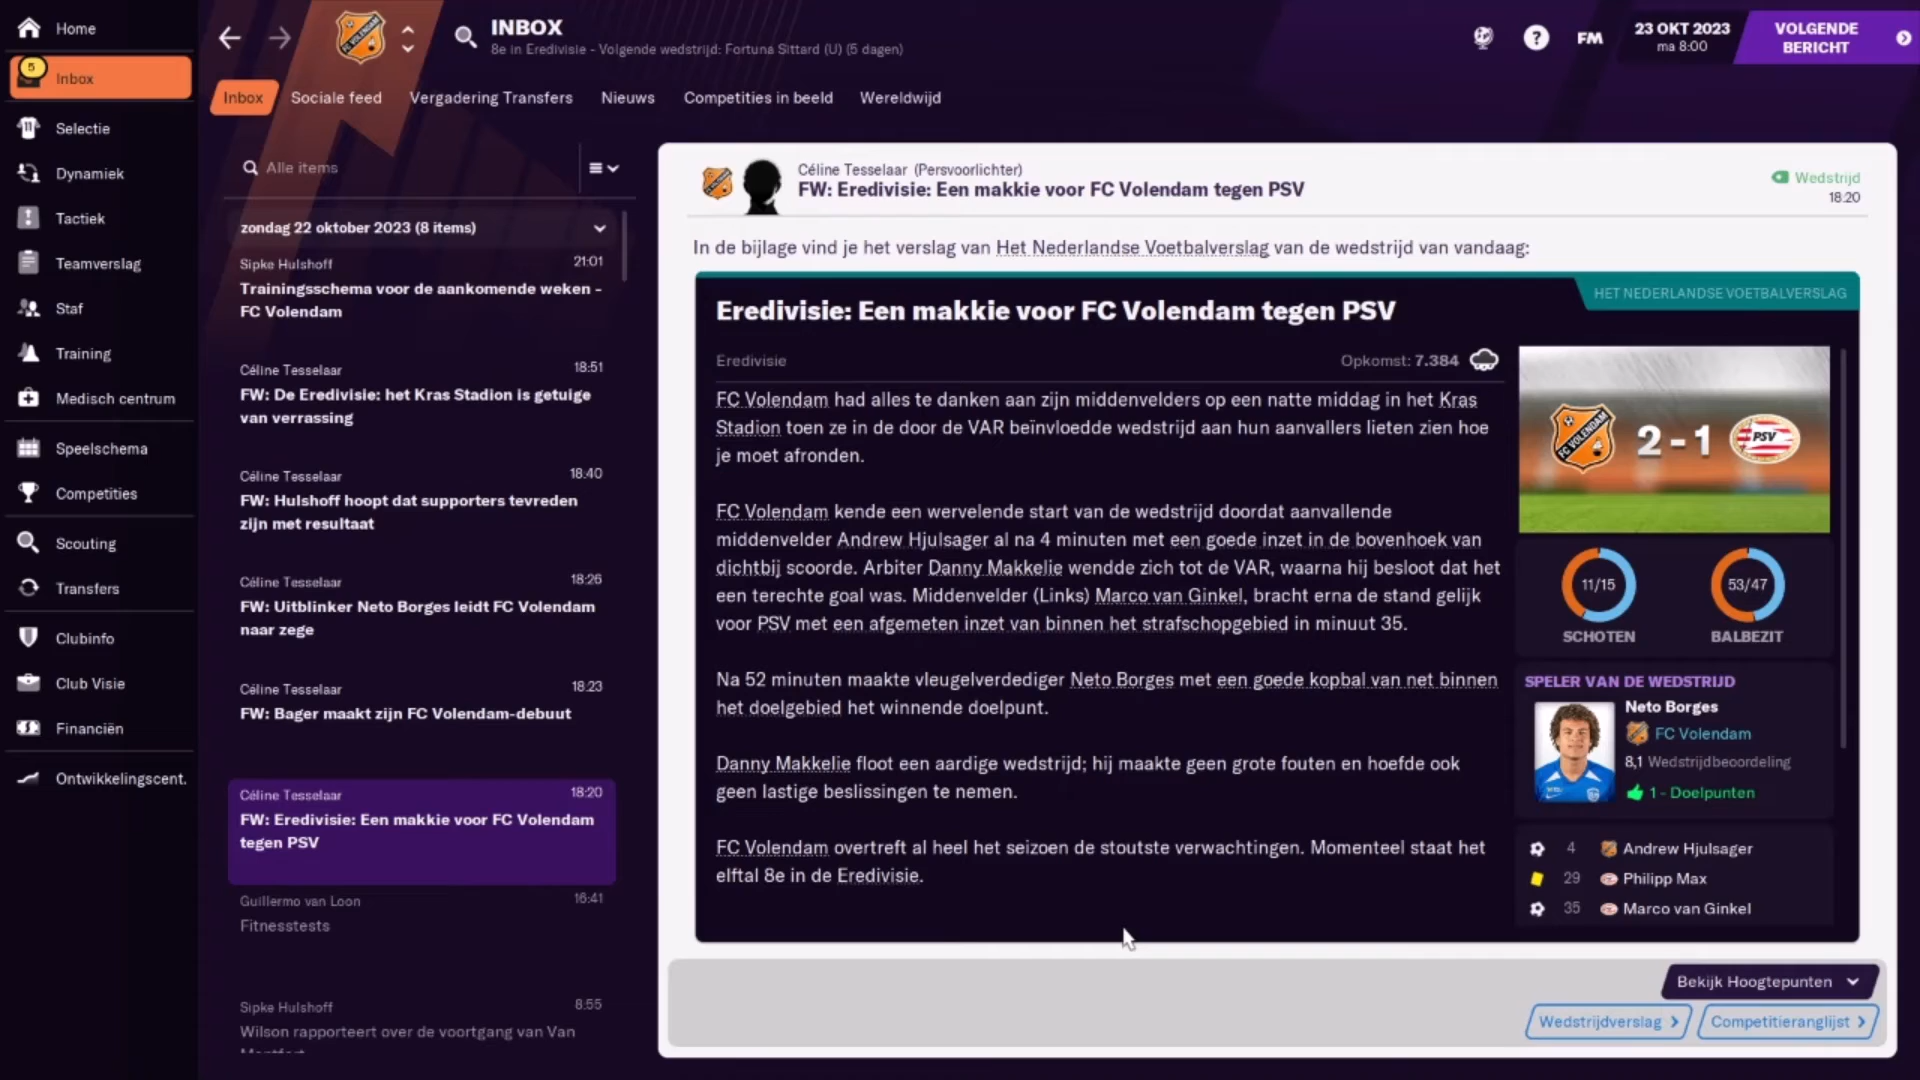 Home
5
Inbox
Selectie
Dynamiek
Tactiek
Teamverslag
Staf
Training
Medisch centrum
Speelschema
Competities
Scouting
Transfers
Clubinfo
Club Visie
Financiën
Ontwikkelingscent.
INBOX
8e in Eredivisie - Volgende wedstrijd: Fortuna Sittard (U) (5 dagen)
FM
23 OKT 2023
ma 8:00
VOLGENDE
BERICHT
Inbox
Sociale feed
Vergadering Transfers
Nieuws
Competities in beeld
Wereldwijd
Alle items
zondag 22 oktober 2023 (8 items)
Sipke Hulshoff 21:01
Trainingsschema voor de aankomende weken -
FC Volendam
Céline Tesselaar 18:51
FW: De Eredivisie: het Kras Stadion is getuige
van verrassing
Céline Tesselaar 18:40
FW: Hulshoff hoopt dat supporters tevreden
zijn met resultaat
Céline Tesselaar 18:26
FW: Uitblinker Neto Borges leidt FC Volendam
naar zege
Céline Tesselaar 18:23
FW: Bager maakt zijn FC Volendam-debuut
Céline Tesselaar 18:20
FW: Eredivisie: Een makkie voor FC Volendam
tegen PSV
Guillermo van Loon 16:41
Fitnesstests
Sipke Hulshoff 8:55
Wilson rapporteert over de voortgang van Van
Céline Tesselaar (Persvoorlichter)
FW: Eredivisie: Een makkie voor FC Volendam tegen PSV
Wedstrijd
18:20
In de bijlage vind je het verslag van Het Nederlandse Voetbalverslag van de wedstrijd van vandaag:
HET NEDERLANDSE VOETBALVERSLAG
Eredivisie: Een makkie voor FC Volendam tegen PSV
Eredivisie
Opkomst: 7.384
FC Volendam had alles te danken aan zijn middenvelders op een natte middag in het Kras
Stadion toen ze in de door de VAR beïnvloedde wedstrijd aan hun aanvallers lieten zien hoe
je moet afronden.
FC Volendam kende een wervelende start van de wedstrijd doordat aanvallende
middenvelder Andrew Hjulsager al na 4 minuten met een goede inzet in de bovenhoek van
dichtbij scoorde. Arbiter Danny Makkelie wendde zich tot de VAR, waarna hij besloot dat het
een terechte goal was. Middenvelder (Links) Marco van Ginkel, bracht erna de stand gelijk
voor PSV met een afgemeten inzet van binnen het strafschopgebied in minuut 35.
Na 52 minuten maakte vleugelverdediger Neto Borges met een goede kopbal van net binnen
het doelgebied het winnende doelpunt.
Danny Makkelie floot een aardige wedstrijd; hij maakte geen grote fouten en hoefde ook
geen lastige beslissingen te nemen.
FC Volendam overtreft al heel het seizoen de stoutste verwachtingen. Momenteel staat het
elftal 8e in de Eredivisie.
FC VOLENDAM
2 - 1
PSV
11/15
SCHOTEN
53/47
BALBEZIT
SPELER VAN DE WEDSTRIJD
Neto Borges
FC Volendam
8,1 Wedstrijdbeoordeling
1 - Doelpunten
4 Andrew Hjulsager
29 Philipp Max
35 Marco van Ginkel
Bekijk Hoogtepunten
Wedstrijdverslag
Competitieranglijst